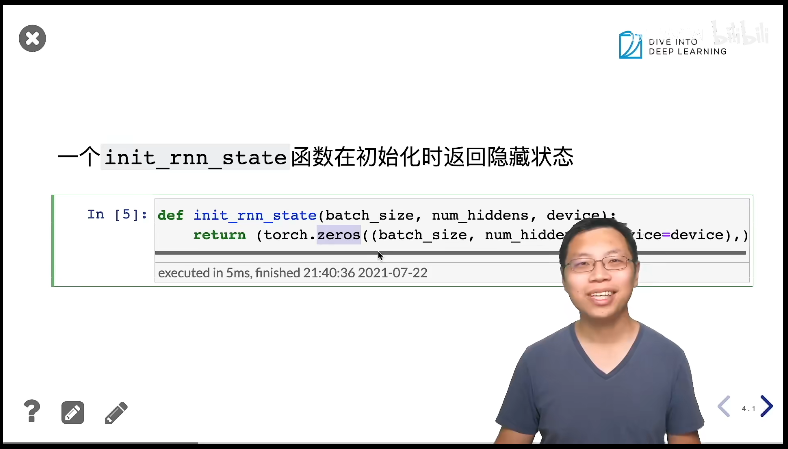 bilibili
DIVE INTO
DEEP LEARNING
一个init_rnn_state函数在初始化时返回隐藏状态
In [5]: def init_rnn_state(batch_size, num_hiddens, device):
return (torch.zeros((batch_size, device=device),)
executed in 5ms, finished 21:40:36 2021-07-22
?
4.1